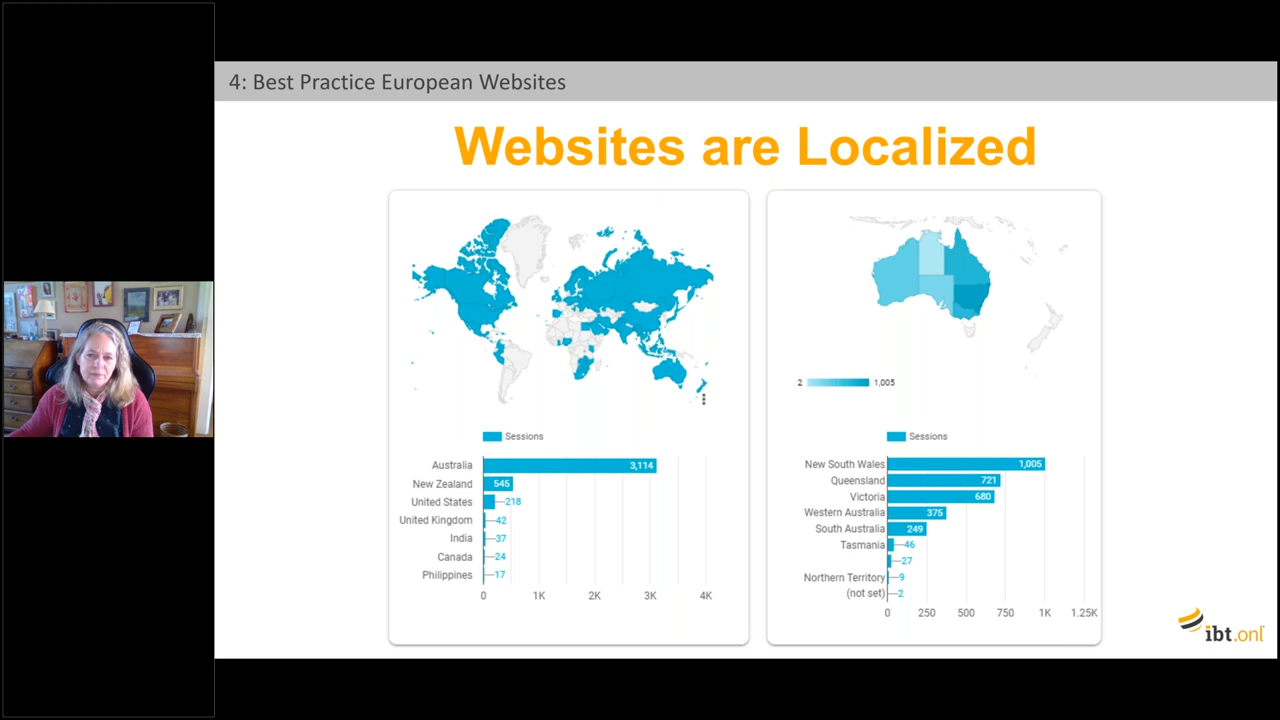 4: Best Practice European Websites
Websites are Localized
Sessions
Australia 3,114
New Zealand 545
United States 218
United Kingdom 42
India 37
Canada 24
Philippines 17
0 1K 2K 3K 4K
2 1,005
Sessions
New South Wales 1,005
Queensland 721
Victoria 680
Western Australia 375
South Australia 249
Tasmania 46
27
Northern Territory 9
(not set) 2
0 250 500 750 1K 1.25K
ibt.onl